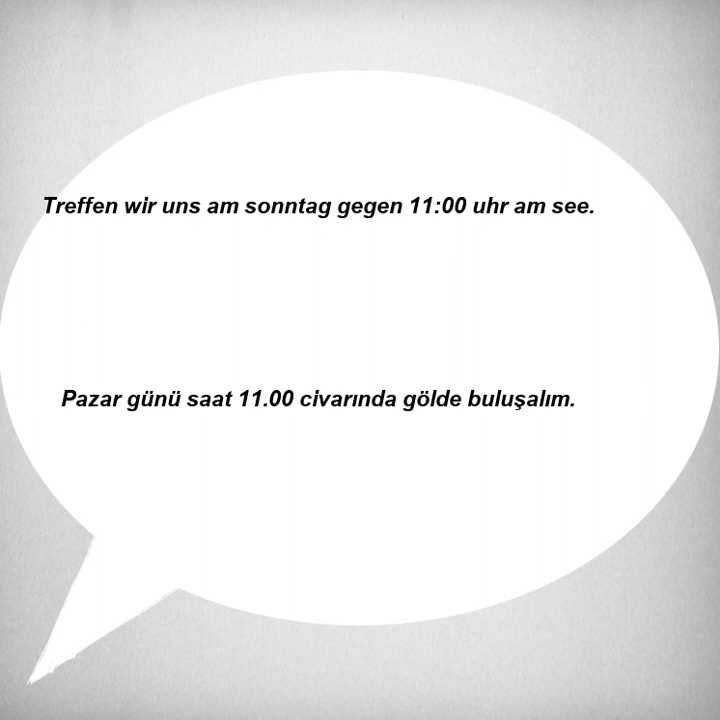 Treffen wir uns am sonntag gegen 11:00 uhr am see.
Pazar günü saat 11.00 civarında gölde buluşalım.